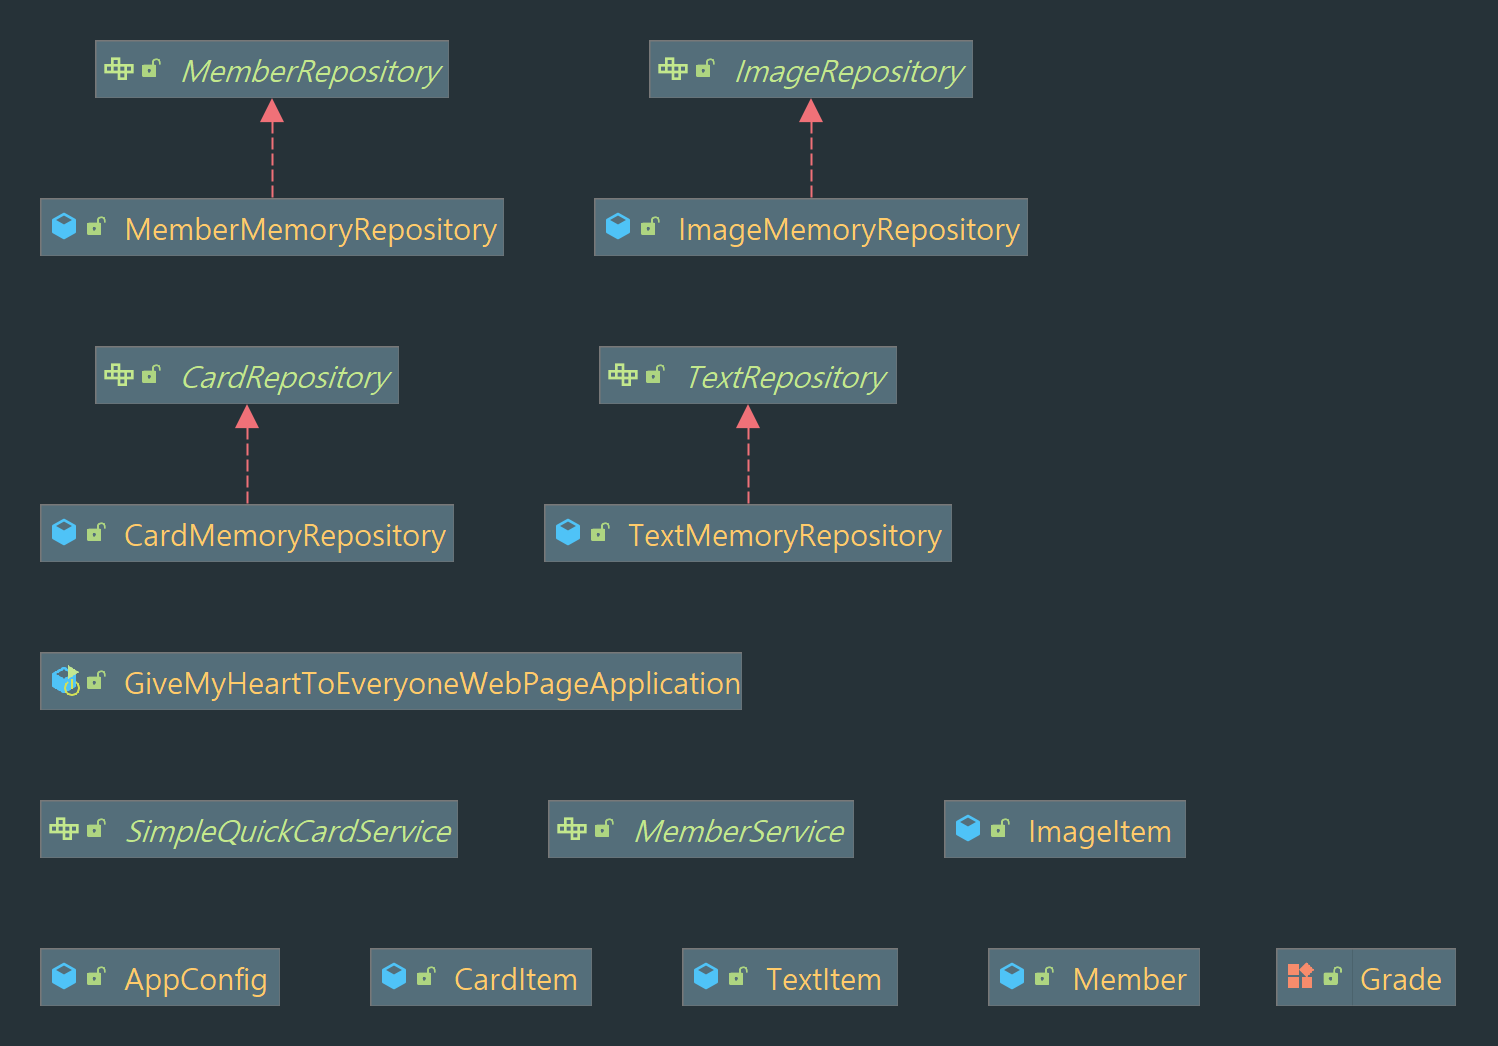 MemberRepository
ImageRepository
MemberMemoryRepository
ImageMemoryRepository
CardRepository
TextRepository
CardMemoryRepository
TextMemoryRepository
GiveMyHeartToEveryoneWebPageApplication
SimpleQuickCardService
MemberService
ImageItem
AppConfig
CardItem
TextItem
Member
Grade